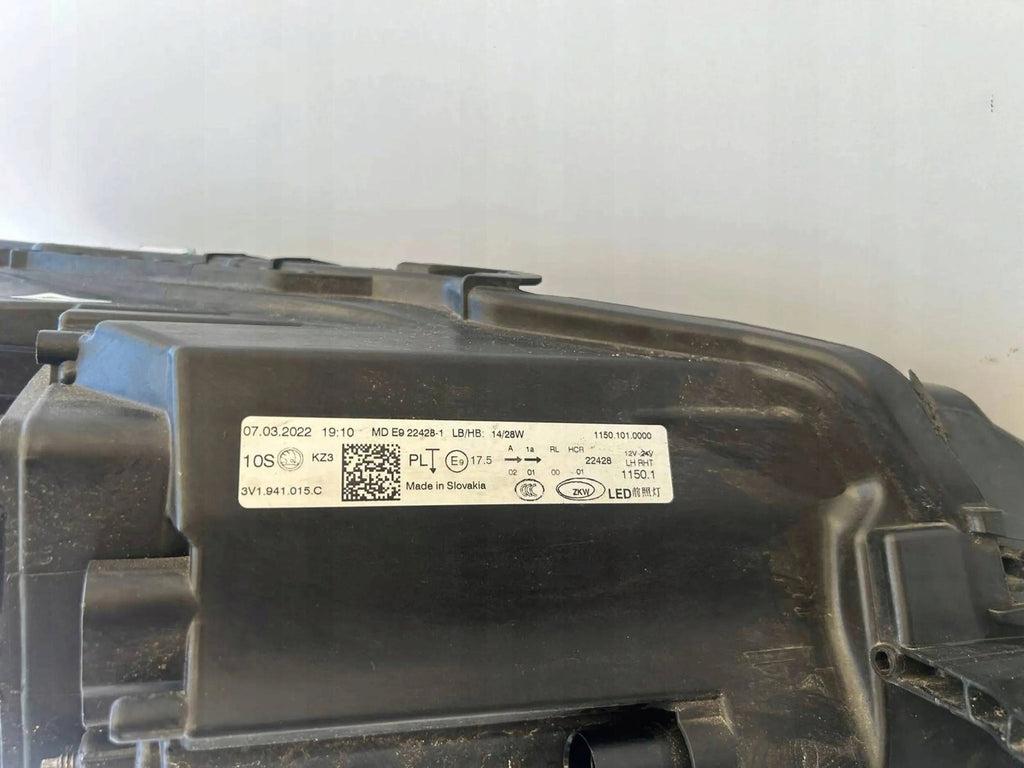 07.03.2022 19:10 MD E9 22428-1 LB/HB: 14/28W 1150.101.0000
10S KZ3 PL E9 17.5 A 1a RL HCR 22428 12V 24V
02 01 00 01 LH RHT
3V1.941.015.C Made in Slovakia CCC ZKW 1150.1
LED前照灯